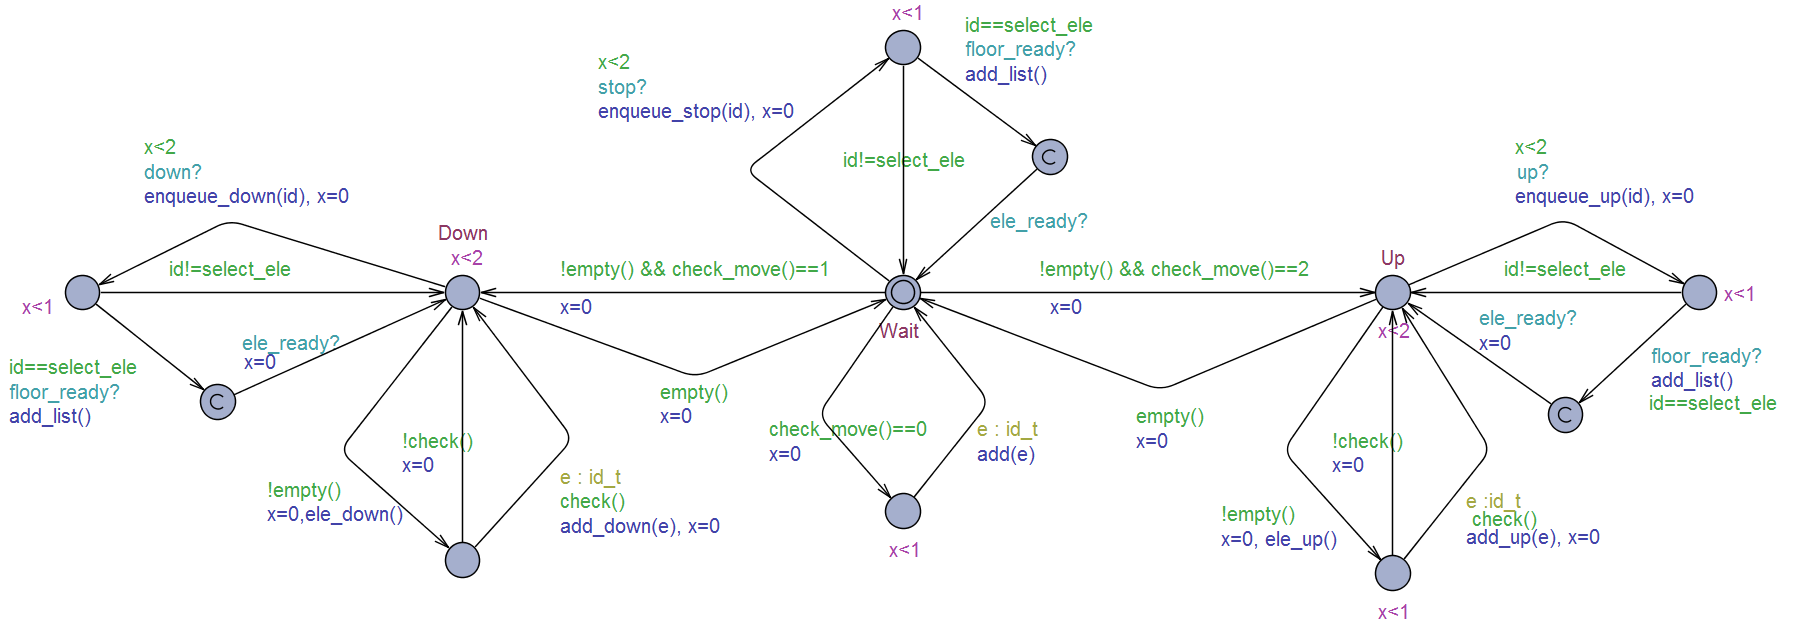 x<1
id==select_ele
floor_ready?
add_list()
x<2
stop?
enqueue_stop(id), x=0
id!=select_ele
C
ele_ready?
x<2
down?
enqueue_down(id), x=0
x<2
up?
enqueue_up(id), x=0
Down
x<2
id!=select_ele
!empty() && check_move()==1
x=0
C
Wait
!empty() && check_move()==2
x=0
Up
x<2
id!=select_ele
x<1
x<1
ele_ready?
x=0
id==select_ele
floor_ready?
add_list()
C
ele_ready?
x=0
floor_ready?
add_list()
id==select_ele
C
empty()
x=0
check_move()==0
x=0
e : id_t
add(e)
x<1
empty()
x=0
!check()
x=0
!empty()
x=0,ele_down()
e : id_t
check()
add_down(e), x=0
!check()
x=0
!empty()
x=0, ele_up()
e :id_t
check()
add_up(e), x=0
x<1